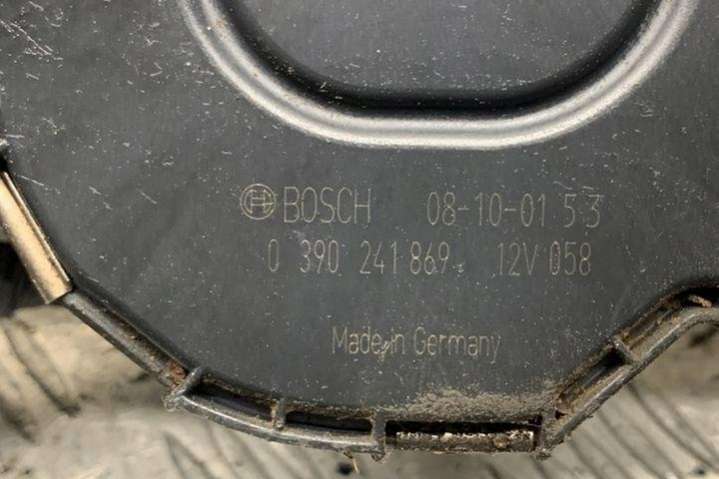 BOSCH 08-10-01 53
0 390 241 869 12V 058
Made in Germany